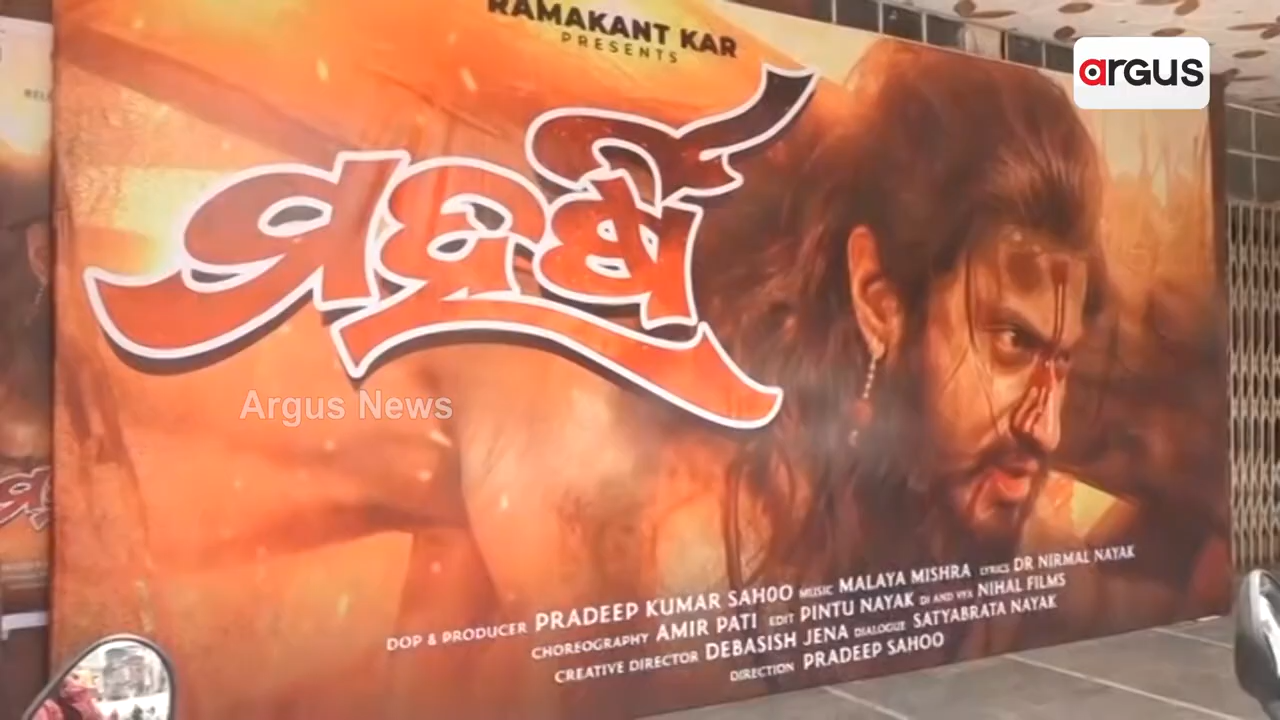 RAMAKANT KAR
PRESENTS
argus
ମହର୍ଷି
Argus News
DOP & PRODUCER PRADEEP KUMAR SAHOO MUSIC MALAYA MISHRA LYRICS DR NIRMAL NAYAK
CHOREOGRAPHY AMIR PATI EDIT PINTU NAYAK DI AND VFX NIHAL FILMS
CREATIVE DIRECTOR DEBASISH JENA DIALOGUE SATYABRATA NAYAK
DIRECTION PRADEEP SAHOO